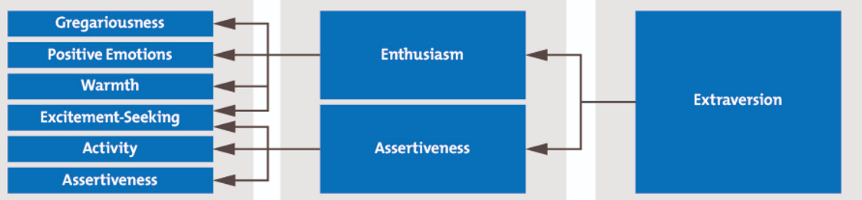 Gregariousness
Positive Emotions
Warmth
Excitement-Seeking
Activity
Assertiveness
Enthusiasm
Assertiveness
Extraversion